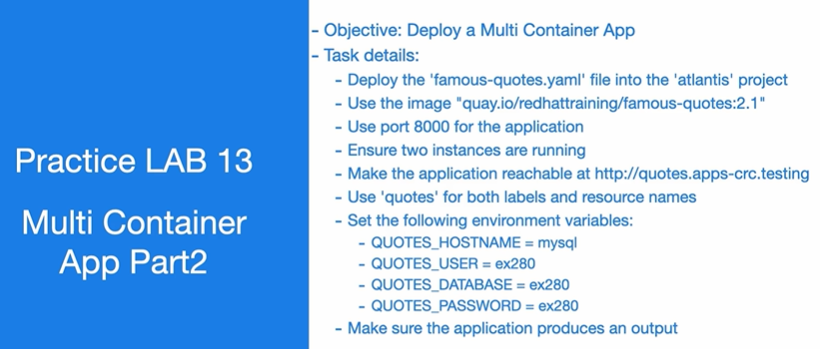 Practice LAB 13
Multi Container
App Part2
- Objective: Deploy a Multi Container App
- Task details:
- Deploy the 'famous-quotes.yaml' file into the 'atlantis' project
- Use the image "quay.io/redhattraining/famous-quotes:2.1"
- Use port 8000 for the application
- Ensure two instances are running
- Make the application reachable at http://quotes.apps-crc.testing
- Use 'quotes' for both labels and resource names
- Set the following environment variables:
- QUOTES_HOSTNAME = mysql
- QUOTES_USER = ex280
- QUOTES_DATABASE = ex280
- QUOTES_PASSWORD = ex280
- Make sure the application produces an output